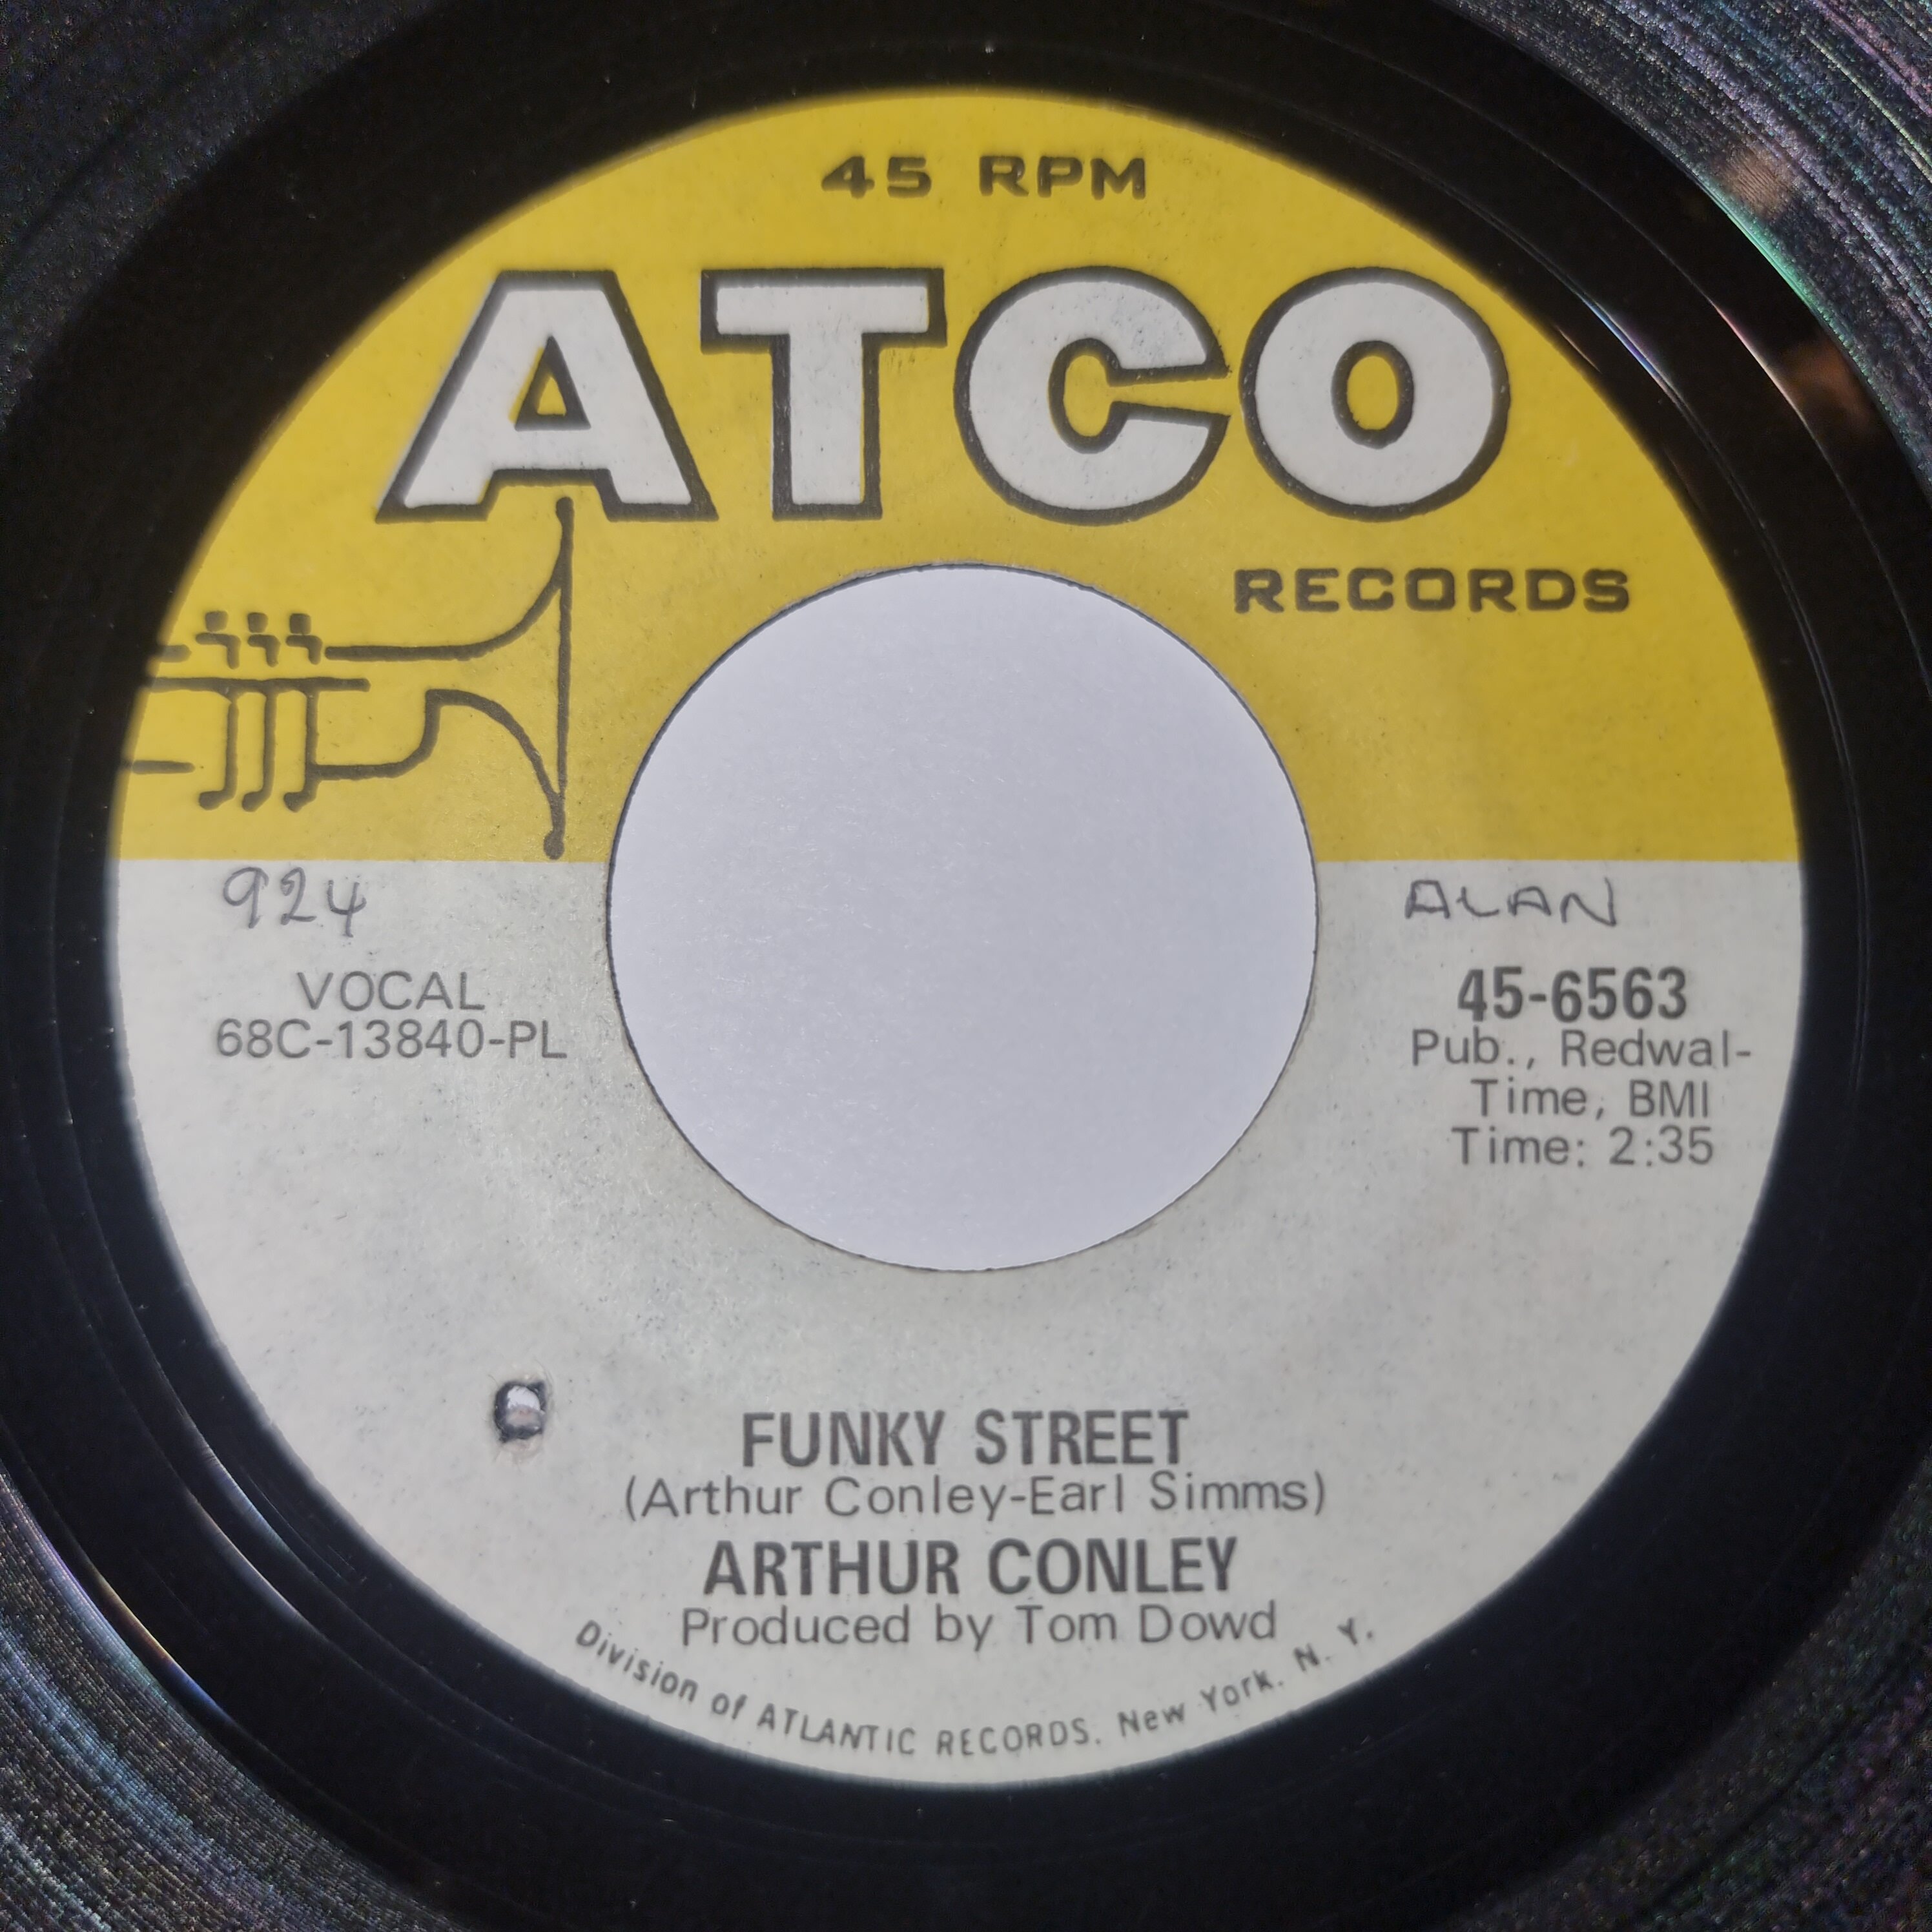 45 RPM
ATCO
RECORDS
924
ALAN
VOCAL
68C-13840-PL
45-6563
Pub., Redwal-
Time, BMI
Time: 2:35
FUNKY STREET
(Arthur Conley-Earl Simms)
ARTHUR CONLEY
Produced by Tom Dowd
Division of ATLANTIC RECORDS, New York, N. Y.